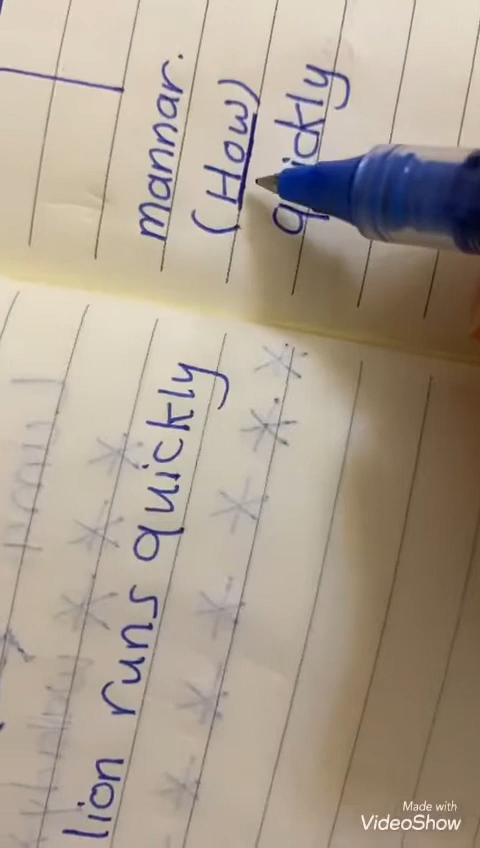 mannar.
(How)
quickly
lion runs quickly
Made with
VideoShow